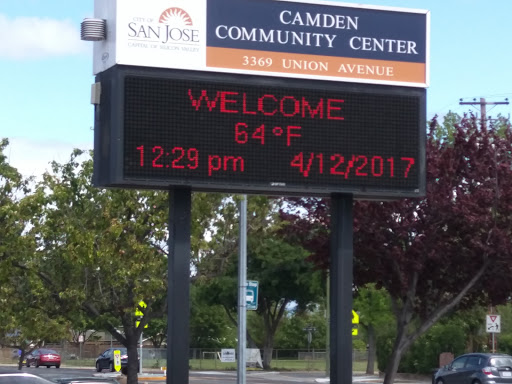 CITY OF
SAN JOSE
CAPITAL OF SILICON VALLEY
CAMDEN
COMMUNITY CENTER
3369 UNION AVENUE
WELCOME
64°F
12:29 pm 4/12/2017